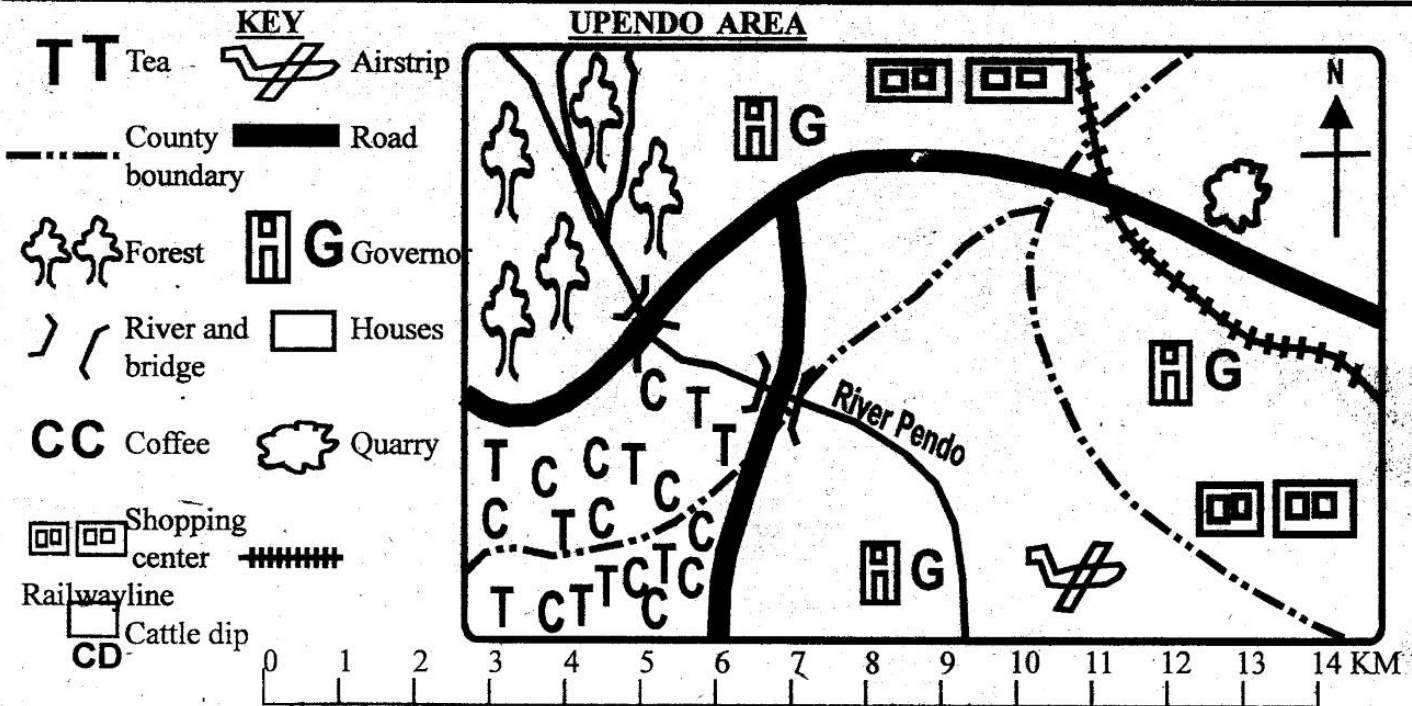 KEY
UPENDO AREA
T T Tea
Airstrip
County
boundary
Road
Forest
G Governor
River and
bridge
Houses
C C Coffee
Quarry
Shopping
center
Railwayline
Cattle dip
CD
N
G
C
T
T
River Pendo
G
T C C T C
C T C C
T C T T C T C C
G
0 1 2 3 4 5 6 7 8 9 10 11 12 13 14 KM